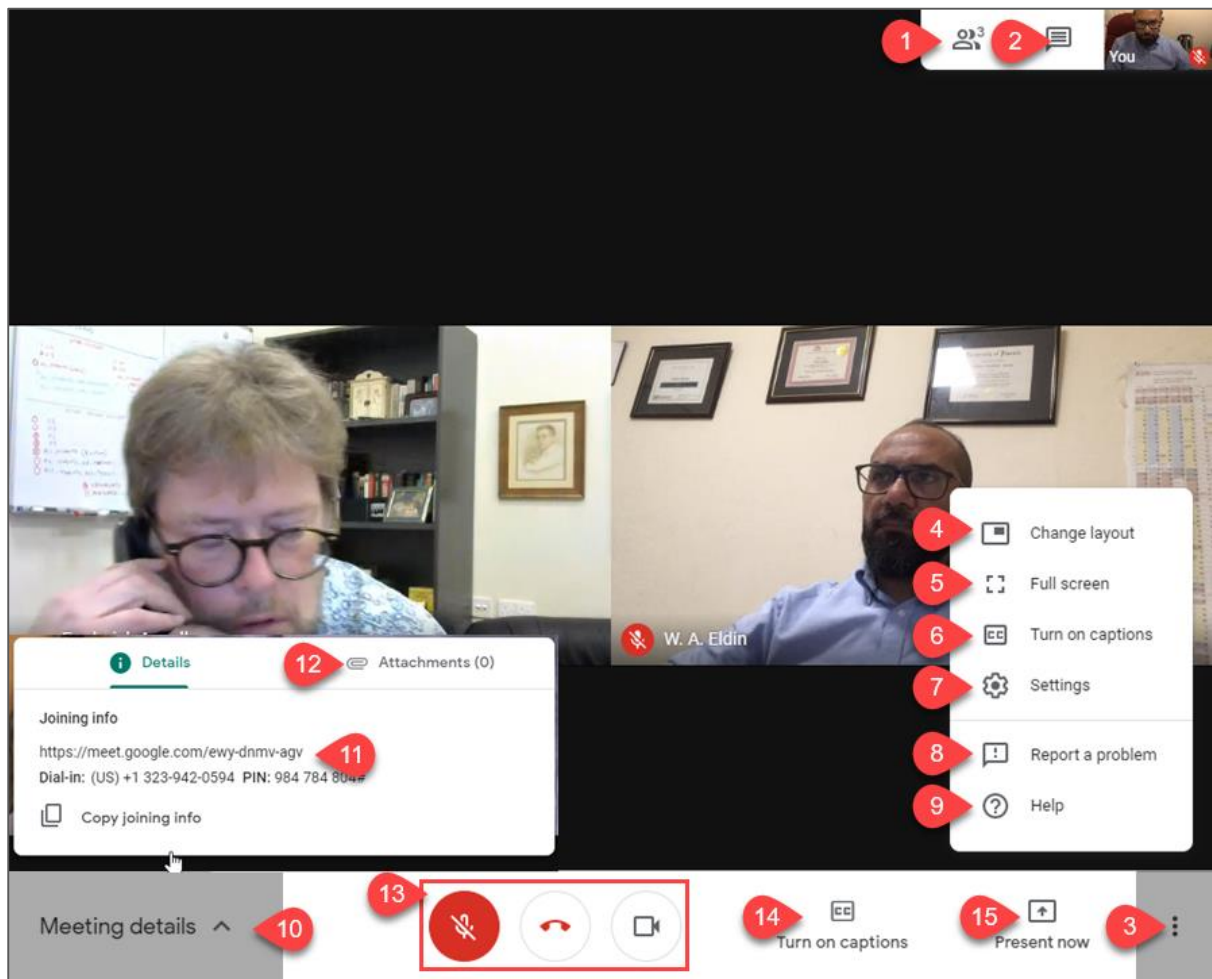 1
3
2
You
W. A. Eldin
4
Change layout
5
Full screen
6
CC
Turn on captions
7
Settings
8
Report a problem
9
Help
Details
12
Attachments (0)
Joining info
https://meet.google.com/ewy-dnmv-agv
11
Dial-in: (US) +1 323-942-0594 PIN: 984 784 804#
Copy joining info
13
Meeting details
10
14
CC
Turn on captions
15
Present now
3